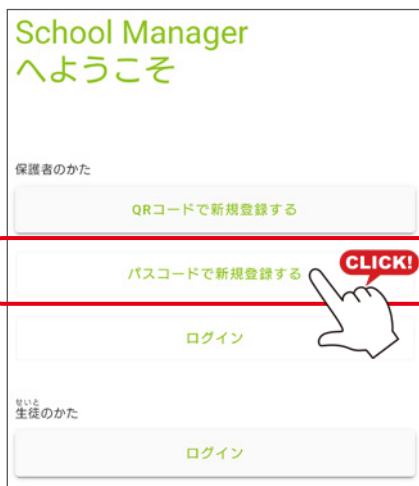 School Manager
へようこそ
保護者のかた
QRコードで新規登録する
パスコードで新規登録する
CLICK!
ログイン
せいと
生徒のかた
ログイン